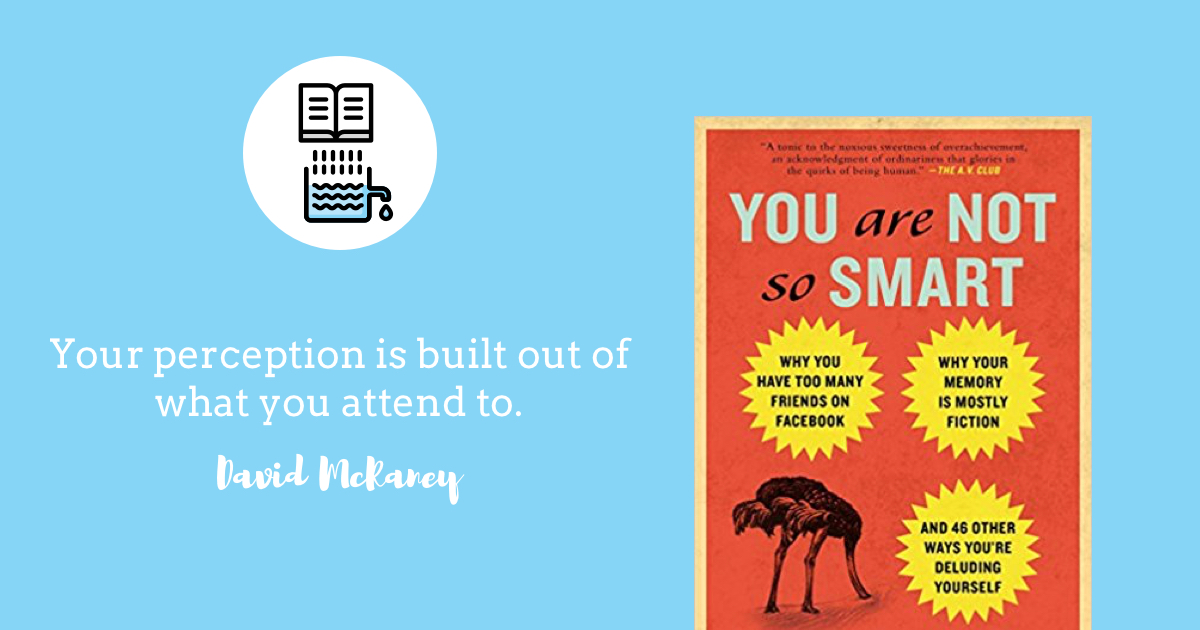 Your perception is built out of
what you attend to.
David McRaney
"A tonic to the noxious sweetness of overachievement,
an acknowledgment of ordinariness that glories in
the quirks of being human." —THE A.V. CLUB
YOU are NOT
so SMART
WHY YOU
HAVE TOO MANY
FRIENDS ON
FACEBOOK
WHY YOUR
MEMORY
IS MOSTLY
FICTION
AND 46 OTHER
WAYS YOU'RE
DELUDING
YOURSELF